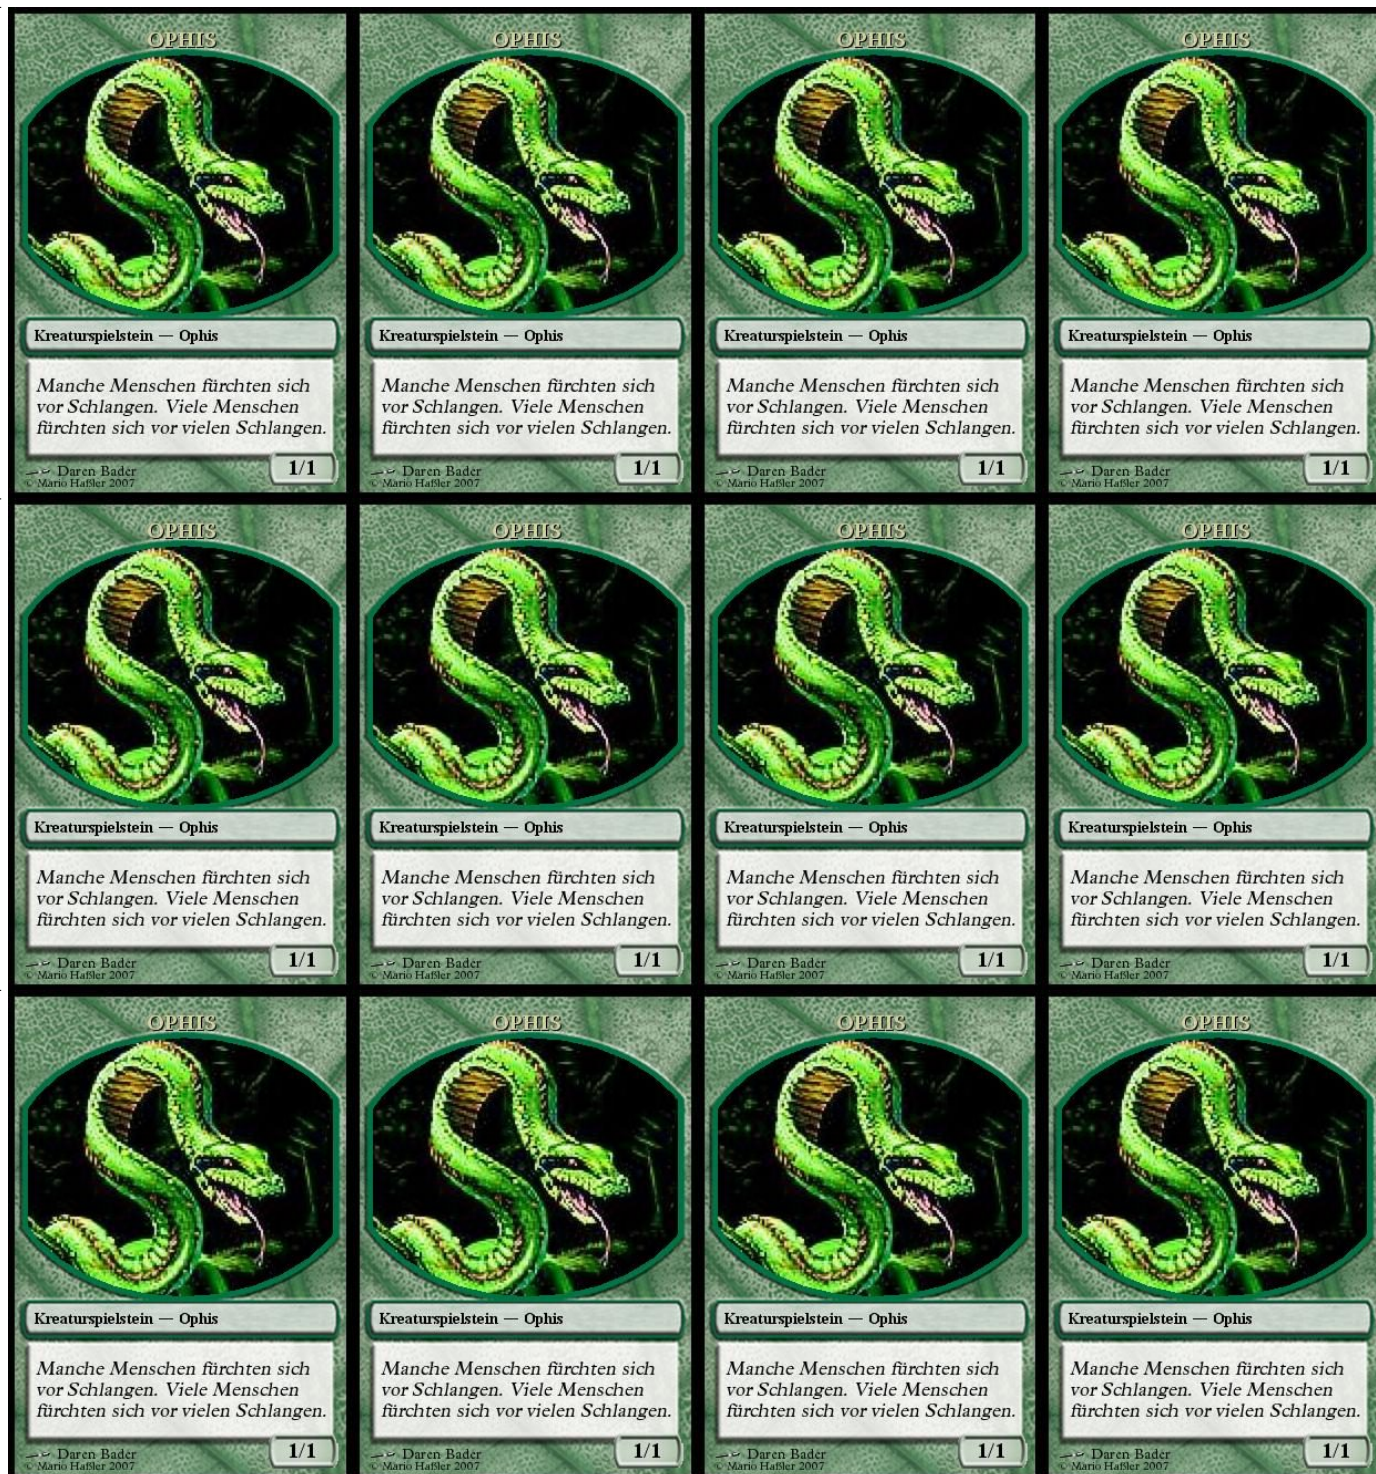 OPHIS OPHIS OPHIS OPHIS
Kreaturspielstein — Ophis Kreaturspielstein — Ophis Kreaturspielstein — Ophis Kreaturspielstein — Ophis
Manche Menschen fürchten sich Manche Menschen fürchten sich Manche Menschen fürchten sich Manche Menschen fürchten sich
vor Schlangen. Viele Menschen vor Schlangen. Viele Menschen vor Schlangen. Viele Menschen vor Schlangen. Viele Menschen
fürchten sich vor vielen Schlangen. fürchten sich vor vielen Schlangen. fürchten sich vor vielen Schlangen. fürchten sich vor vielen Schlangen.
Daren Bader 1/1 Daren Bader 1/1 Daren Bader 1/1 Daren Bader 1/1
© Mario Haßler 2007 © Mario Haßler 2007 © Mario Haßler 2007 © Mario Haßler 2007
OPHIS OPHIS OPHIS OPHIS
Kreaturspielstein — Ophis Kreaturspielstein — Ophis Kreaturspielstein — Ophis Kreaturspielstein — Ophis
Manche Menschen fürchten sich Manche Menschen fürchten sich Manche Menschen fürchten sich Manche Menschen fürchten sich
vor Schlangen. Viele Menschen vor Schlangen. Viele Menschen vor Schlangen. Viele Menschen vor Schlangen. Viele Menschen
fürchten sich vor vielen Schlangen. fürchten sich vor vielen Schlangen. fürchten sich vor vielen Schlangen. fürchten sich vor vielen Schlangen.
Daren Bader 1/1 Daren Bader 1/1 Daren Bader 1/1 Daren Bader 1/1
© Mario Haßler 2007 © Mario Haßler 2007 © Mario Haßler 2007 © Mario Haßler 2007
OPHIS OPHIS OPHIS OPHIS
Kreaturspielstein — Ophis Kreaturspielstein — Ophis Kreaturspielstein — Ophis Kreaturspielstein — Ophis
Manche Menschen fürchten sich Manche Menschen fürchten sich Manche Menschen fürchten sich Manche Menschen fürchten sich
vor Schlangen. Viele Menschen vor Schlangen. Viele Menschen vor Schlangen. Viele Menschen vor Schlangen. Viele Menschen
fürchten sich vor vielen Schlangen. fürchten sich vor vielen Schlangen. fürchten sich vor vielen Schlangen. fürchten sich vor vielen Schlangen.
Daren Bader 1/1 Daren Bader 1/1 Daren Bader 1/1 Daren Bader 1/1
© Mario Haßler 2007 © Mario Haßler 2007 © Mario Haßler 2007 © Mario Haßler 2007